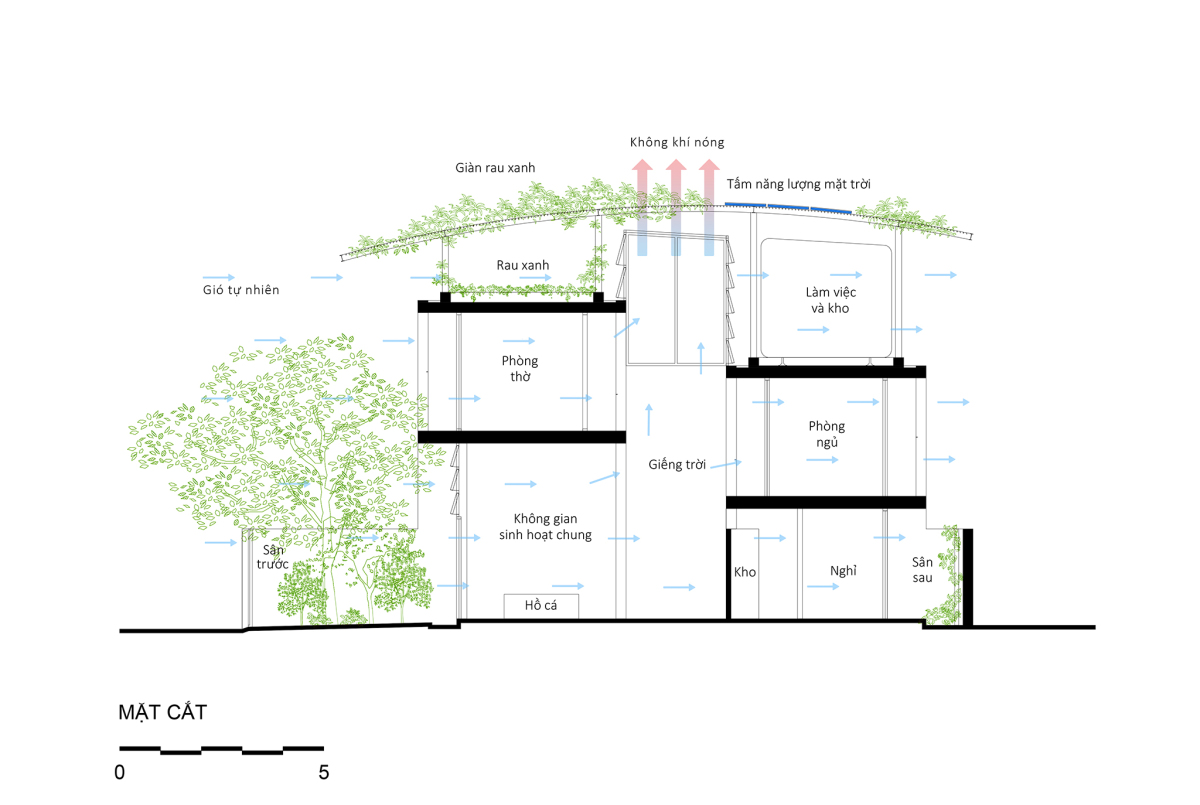 Không khí nóng
Giàn rau xanh
Tấm năng lượng mặt trời
Rau xanh
Gió tự nhiên
Làm việc
và kho
Phòng
thờ
Phòng
ngủ
Giếng trời
Không gian
sinh hoạt chung
Sân
trước
Kho
Nghỉ
Sân
sau
Hồ cá
MẶT CẮT
0
5